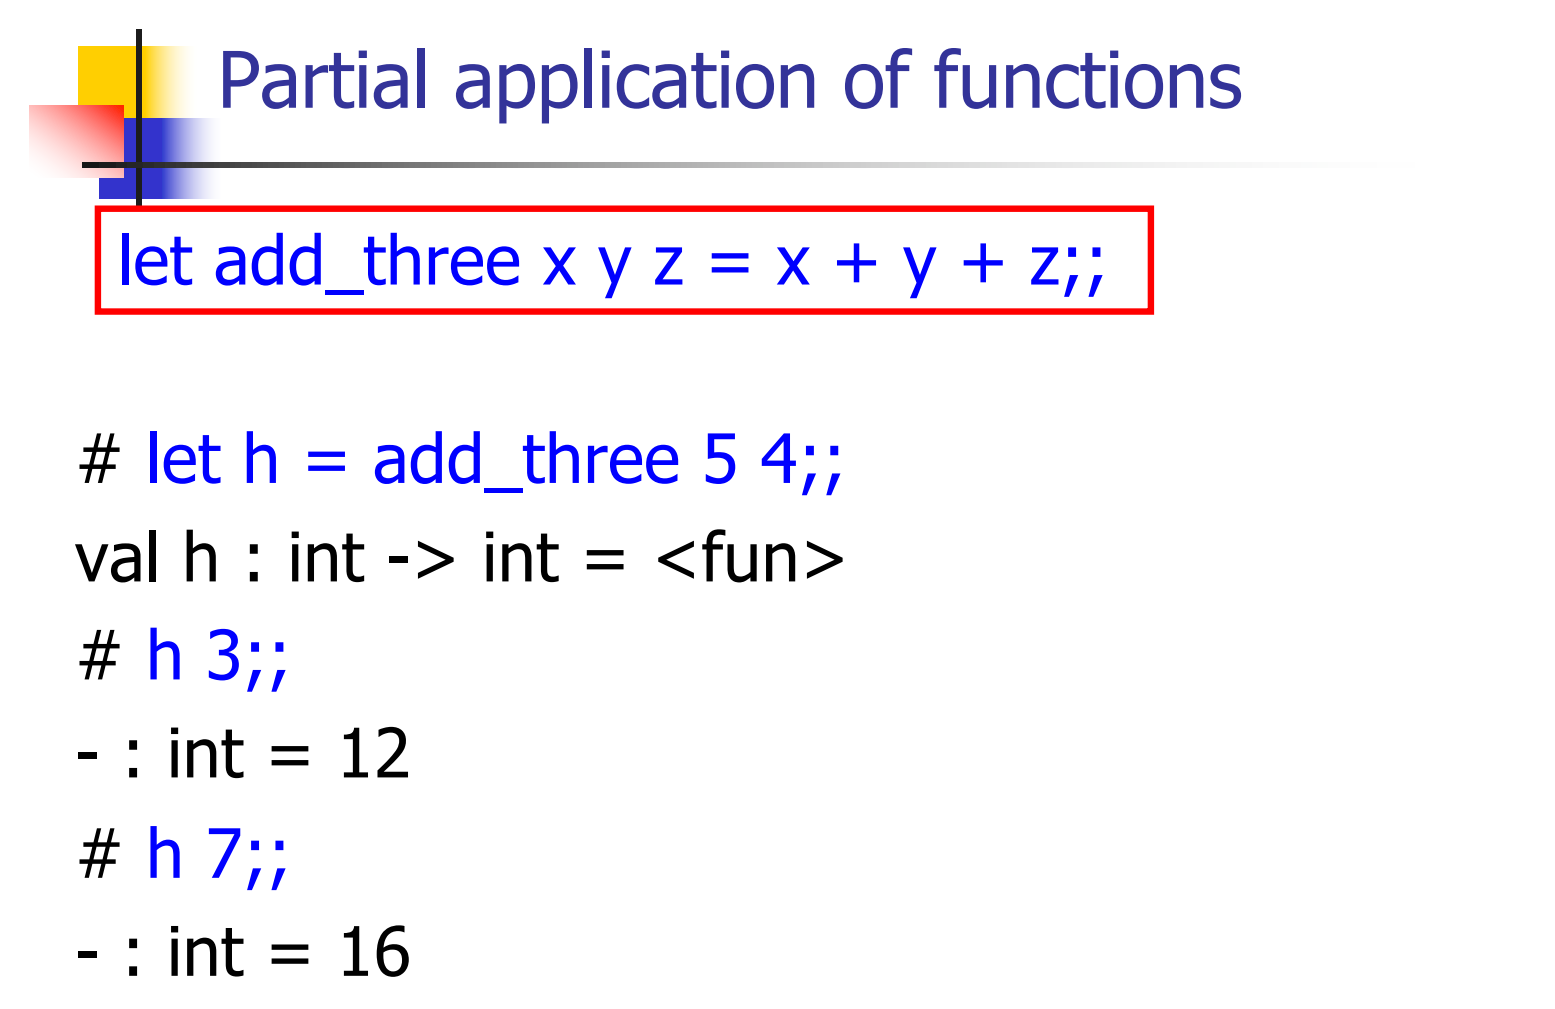 Partial application of functions
let add_three x y z = x + y + z;;
# let h = add_three 5 4;;
val h : int -> int = <fun>
# h 3;;
- : int = 12
# h 7;;
- : int = 16